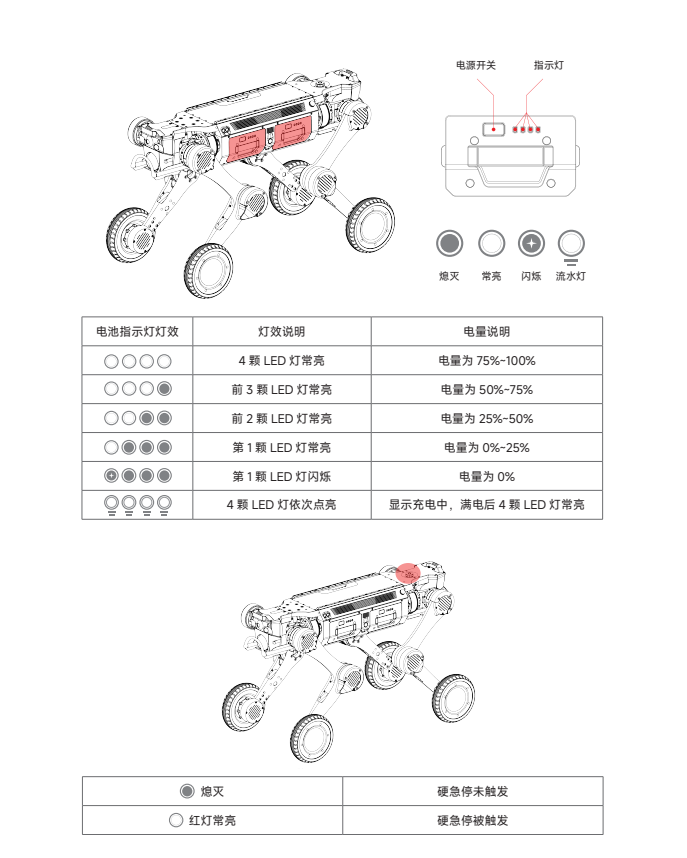 电源开关 指示灯
熄灭 常亮 闪烁 流水灯
电池指示灯灯效 灯效说明 电量说明
4 颗 LED 灯常亮 电量为 75%~100%
前 3 颗 LED 灯常亮 电量为 50%~75%
前 2 颗 LED 灯常亮 电量为 25%~50%
第 1 颗 LED 灯常亮 电量为 0%~25%
第 1 颗 LED 灯闪烁 电量为 0%
4 颗 LED 灯依次点亮 显示充电中，满电后 4 颗 LED 灯常亮
熄灭 硬急停未触发
红灯常亮 硬急停被触发